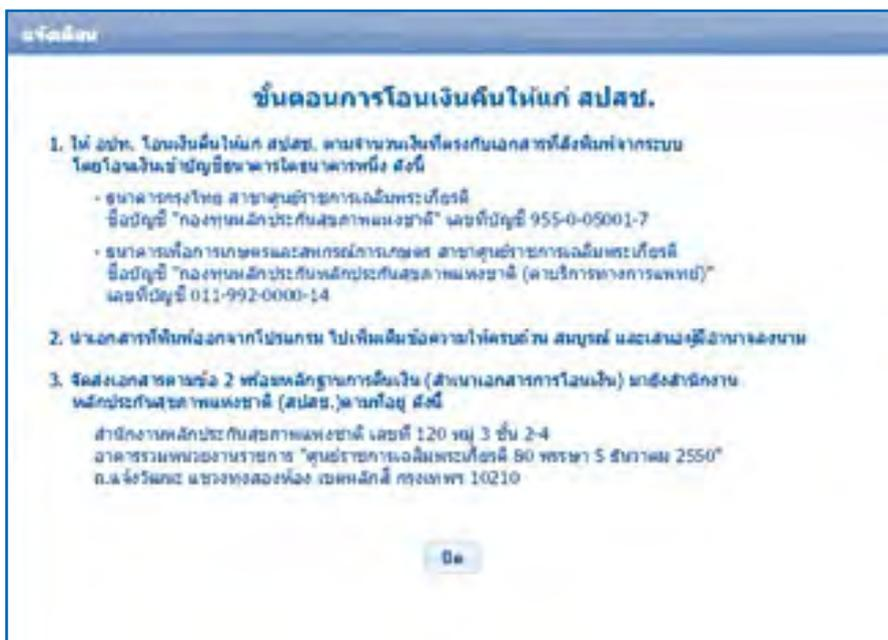 แจ้งเตือน
ขั้นตอนการโอนเงินคืนให้แก่ สปสช.
1. ให้ อปท. โอนเงินคืนให้แก่ สปสช. ตามจำนวนเงินที่ตรงกับเอกสารที่สั่งพิมพ์จากระบบ
โดยโอนเงินเข้าบัญชีธนาคารใดธนาคารหนึ่ง ดังนี้
- ธนาคารกรุงไทย สาขาศูนย์ราชการเฉลิมพระเกียรติ
ชื่อบัญชี "กองทุนหลักประกันสุขภาพแห่งชาติ" เลขที่บัญชี 955-0-05001-7
- ธนาคารเพื่อการเกษตรและสหกรณ์การเกษตร สาขาศูนย์ราชการเฉลิมพระเกียรติ
ชื่อบัญชี "กองทุนหลักประกันหลักประกันสุขภาพแห่งชาติ (ค่าบริการทางการแพทย์)"
เลขที่บัญชี 011-992-0000-14
2. นำเอกสารที่พิมพ์ออกจากโปรแกรม ไปเพิ่มเติมข้อความให้ครบถ้วน สมบูรณ์ และเสนอผู้มีอำนาจลงนาม
3. จัดส่งเอกสารตามข้อ 2 พร้อมหลักฐานการคืนเงิน (สำเนาเอกสารการโอนเงิน) มายังสำนักงาน
หลักประกันสุขภาพแห่งชาติ (สปสช.)ตามที่อยู่ ดังนี้
สำนักงานหลักประกันสุขภาพแห่งชาติ เลขที่ 120 หมู่ 3 ชั้น 2-4
อาคารรวมหน่วยงานราชการ "ศูนย์ราชการเฉลิมพระเกียรติ 80 พรรษา 5 ธันวาคม 2550"
ถ.แจ้งวัฒนะ แขวงทุ่งสองห้อง เขตหลักสี่ กรุงเทพฯ 10210
ปิด